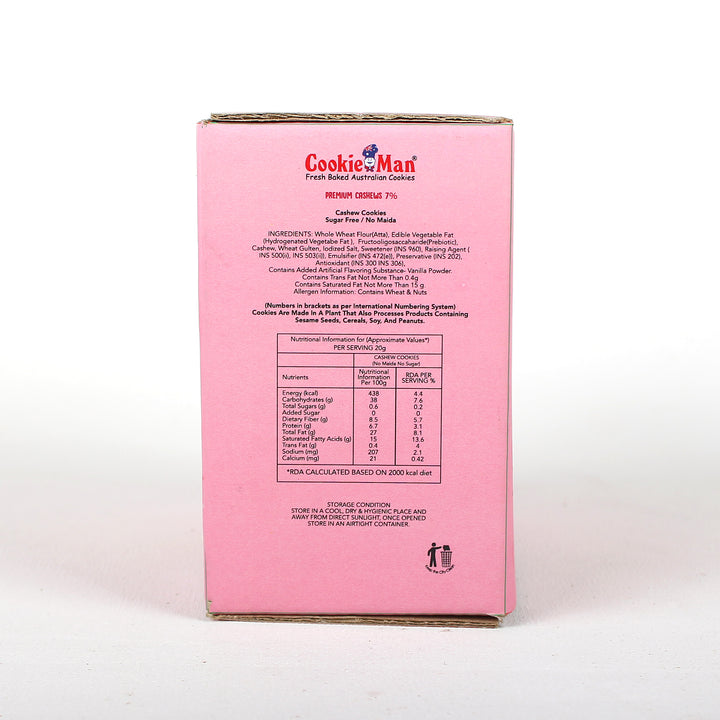 Cookie Man®
Fresh Baked Australian Cookies
PREMIUM CASHEWS 7%
Cashew Cookies
Sugar Free / No Maida
INGREDIENTS: Whole Wheat Flour(Atta), Edible Vegetable Fat
(Hydrogenated Vegetabe Fat ), Fructooligosaccaharide(Prebiotic),
Cashew, Wheat Gulten, Iodized Salt, Sweetener (INS 960), Raising Agent (
INS 500(ii), INS 503(ii)), Emulsifier (INS 472(e)), Preservative (INS 202),
Antioxidant (INS 300 INS 306),
Contains Added Artificial Flavoring Substance- Vanilla Powder.
Contains Trans Fat Not More Than 0.4g
Contains Saturated Fat Not More Than 15 g
Allergen Information: Contains Wheat & Nuts
(Numbers in brackets as per International Numbering System)
Cookies Are Made In A Plant That Also Processes Products Containing
Sesame Seeds, Cereals, Soy, And Peanuts.
Nutritional Information for (Approximate Values*)
PER SERVING 20g
CASHEW COOKIES
(No Maida No Sugar)
Nutrients Nutritional Information Per 100g RDA PER SERVING %
Energy (kcal) 438 4.4
Carbohydrates (g) 38 7.6
Total Sugars (g) 0.6 0.2
Added Sugar 0 0
Dietary Fiber (g) 8.5 5.7
Protein (g) 6.7 3.1
Total Fat (g) 27 8.1
Saturated Fatty Acids (g) 15 13.6
Trans Fat (g) 0.4 4
Sodium (mg) 207 2.1
Calcium (mg) 21 0.42
*RDA CALCULATED BASED ON 2000 kcal diet
STORAGE CONDITION
STORE IN A COOL, DRY & HYGIENIC PLACE AND
AWAY FROM DIRECT SUNLIGHT, ONCE OPENED
STORE IN AN AIRTIGHT CONTAINER.
Keep the City Clean